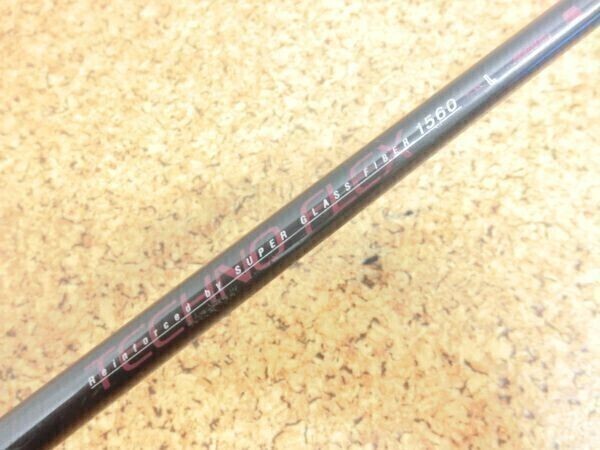 TECHNO FLEX
Reinforced by SUPER GLASS FIBER 1560 L